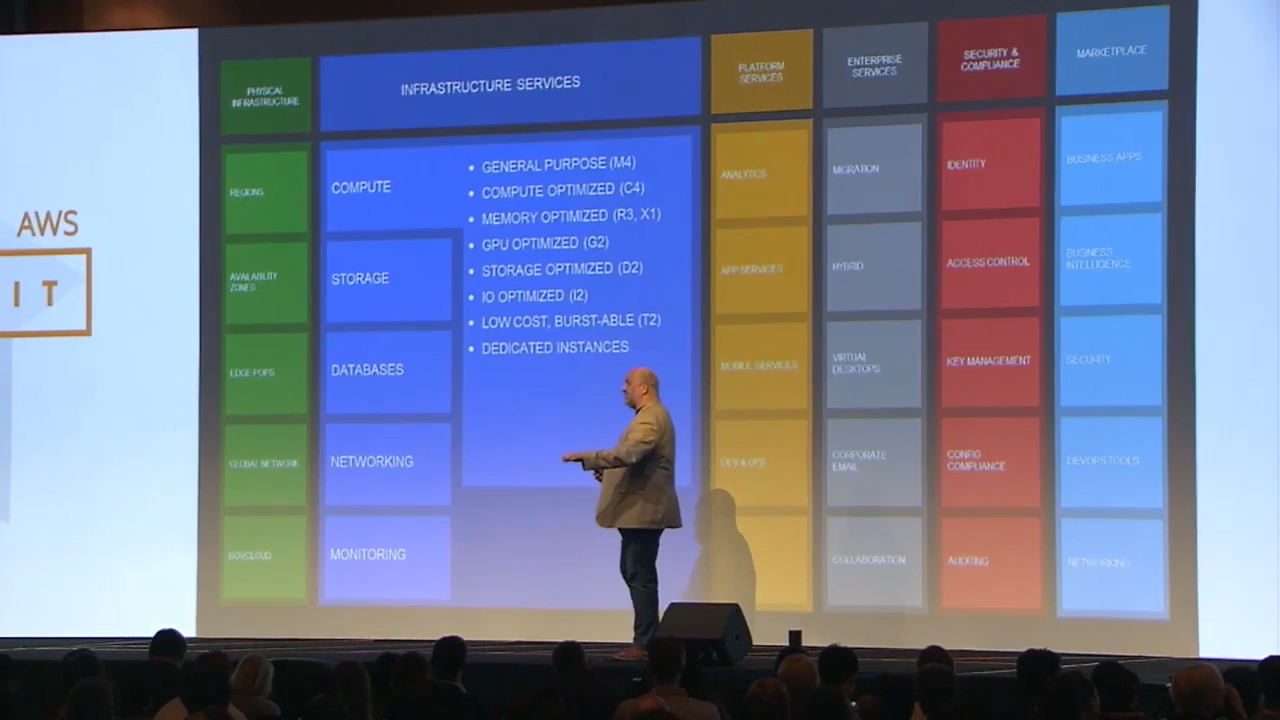 AWS
I T
PHYSICAL
INFRASTRUCTURE
REGIONS
AVAILABILITY
ZONES
EDGE POPS
GLOBAL NETWORK
GOVCLOUD
INFRASTRUCTURE SERVICES
COMPUTE
STORAGE
DATABASES
NETWORKING
MONITORING
• GENERAL PURPOSE (M4)
• COMPUTE OPTIMIZED (C4)
• MEMORY OPTIMIZED (R3, X1)
• GPU OPTIMIZED (G2)
• STORAGE OPTIMIZED (D2)
• IO OPTIMIZED (I2)
• LOW COST, BURST-ABLE (T2)
• DEDICATED INSTANCES
PLATFORM
SERVICES
ANALYTICS
APP SERVICES
MOBILE SERVICES
DEV & OPS
ENTERPRISE
SERVICES
MIGRATION
HYBRID
VIRTUAL
DESKTOPS
CORPORATE
EMAIL
COLLABORATION
SECURITY &
COMPLIANCE
IDENTITY
ACCESS CONTROL
KEY MANAGEMENT
CONFIG
COMPLIANCE
AUDITING
MARKETPLACE
BUSINESS APPS
BUSINESS
INTELLIGENCE
SECURITY
DEVOPS TOOLS
NETWORKING